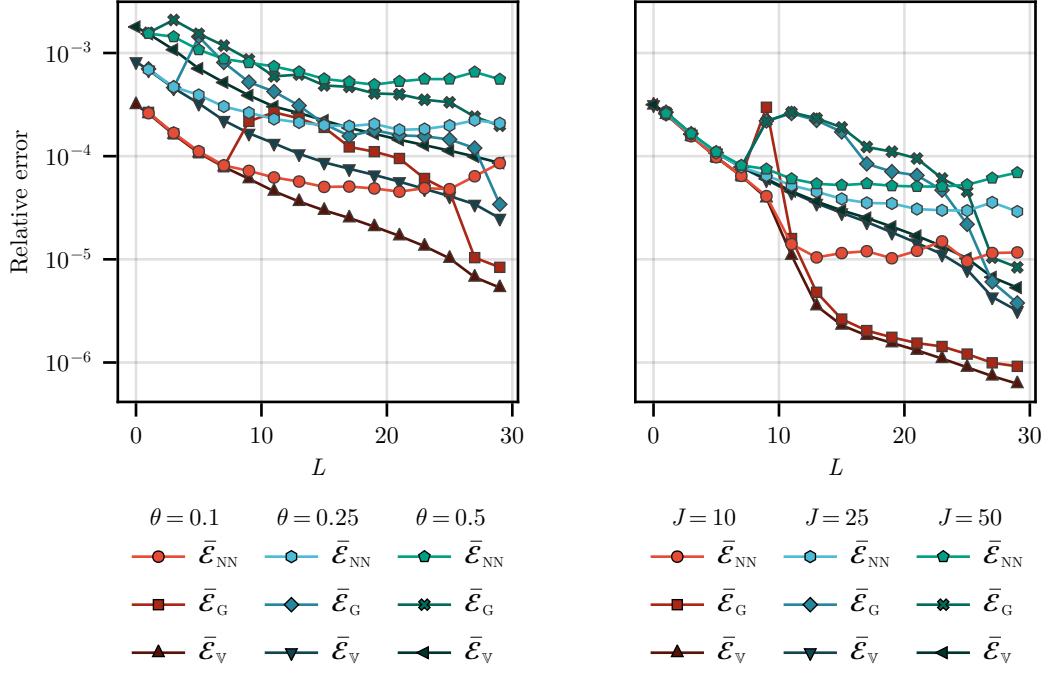 Relative error
10⁻³
10⁻⁴
10⁻⁵
10⁻⁶
0 10 20 30
L
0 10 20 30
L
θ = 0.1 θ = 0.25 θ = 0.5
ℰ̄_NN ℰ̄_NN ℰ̄_NN
ℰ̄_G ℰ̄_G ℰ̄_G
ℰ̄_𝕍 ℰ̄_𝕍 ℰ̄_𝕍
J = 10 J = 25 J = 50
ℰ̄_NN ℰ̄_NN ℰ̄_NN
ℰ̄_G ℰ̄_G ℰ̄_G
ℰ̄_𝕍 ℰ̄_𝕍 ℰ̄_𝕍